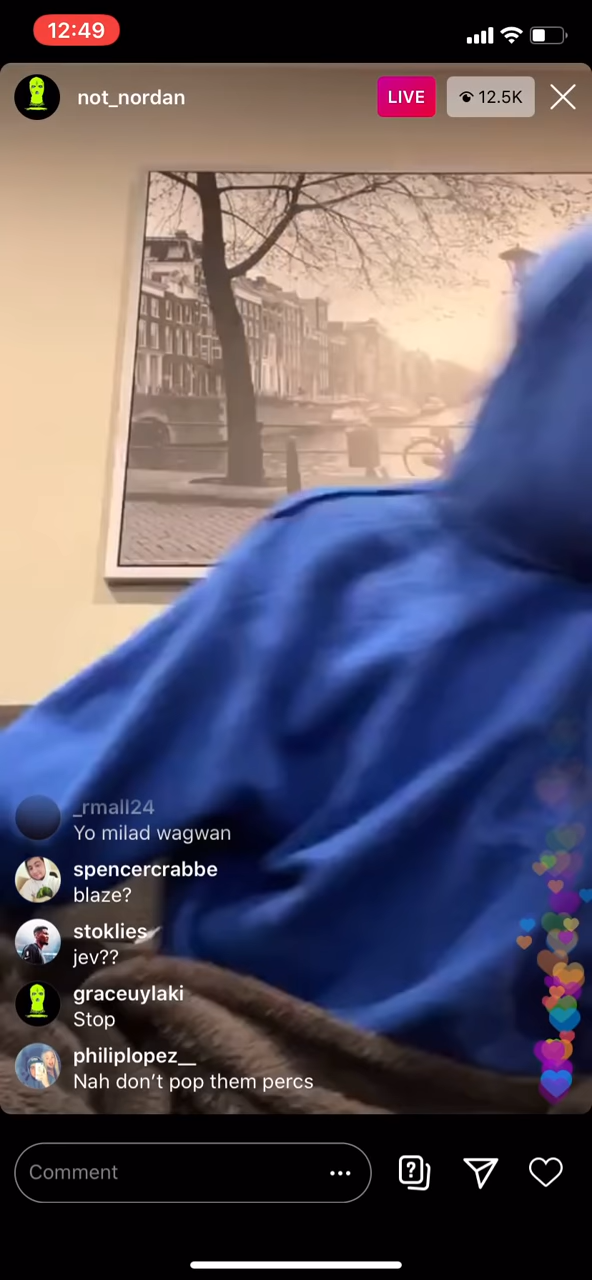 12:49
not_nordan
LIVE
12.5K
_rmall24
Yo milad wagwan
spencercrabbe
blaze?
stoklies
jev??
graceuylaki
Stop
philiplopez__
Nah don’t pop them percs
Comment